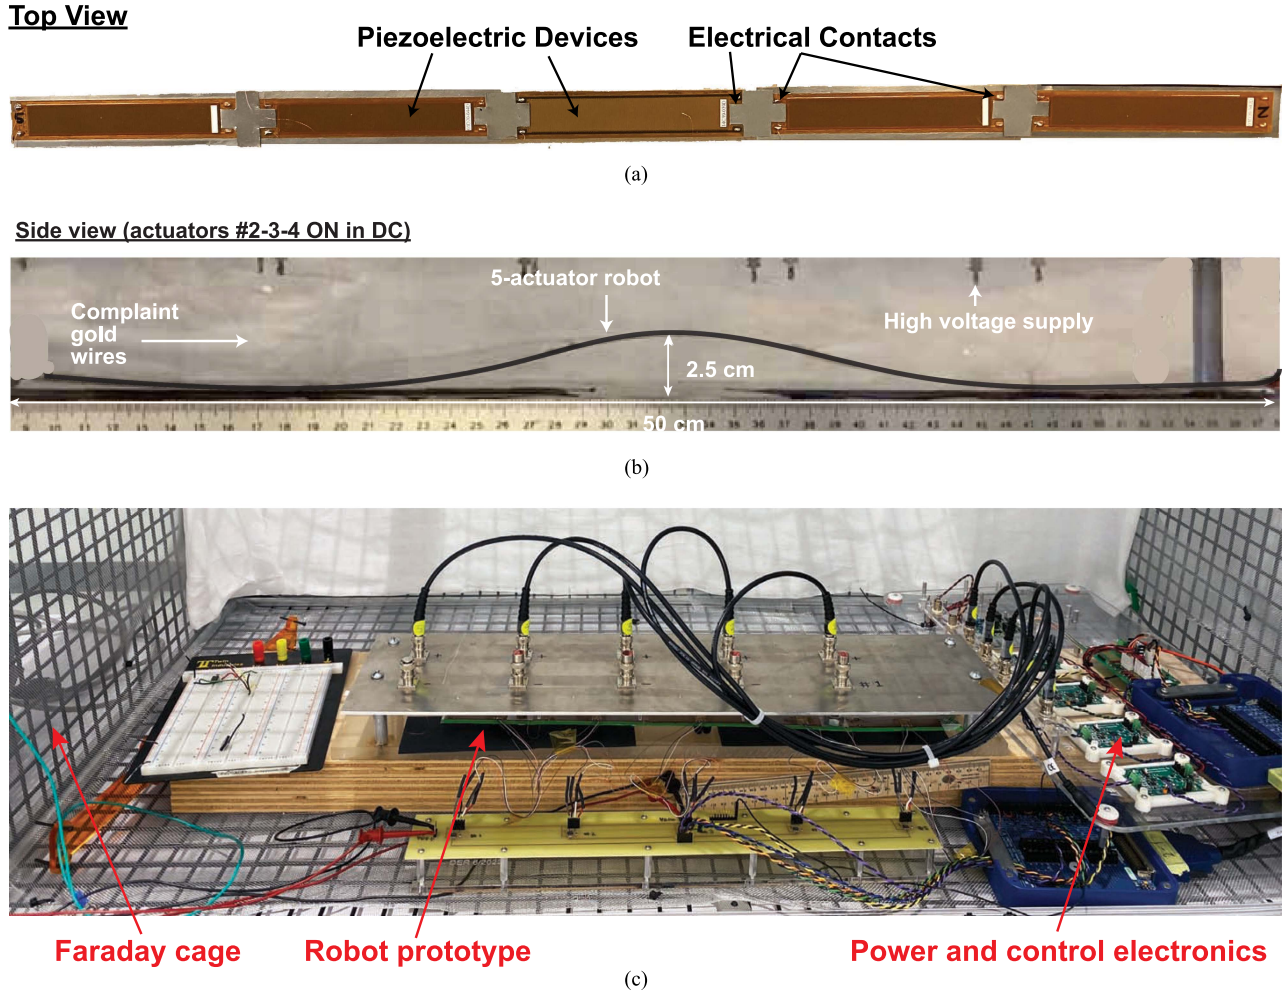 Top View
Piezoelectric Devices
Electrical Contacts
(a)
Side view (actuators #2-3-4 ON in DC)
5-actuator robot
Complaint
gold
wires
High voltage supply
2.5 cm
50 cm
(b)
#1
Faraday cage
Robot prototype
Power and control electronics
(c)